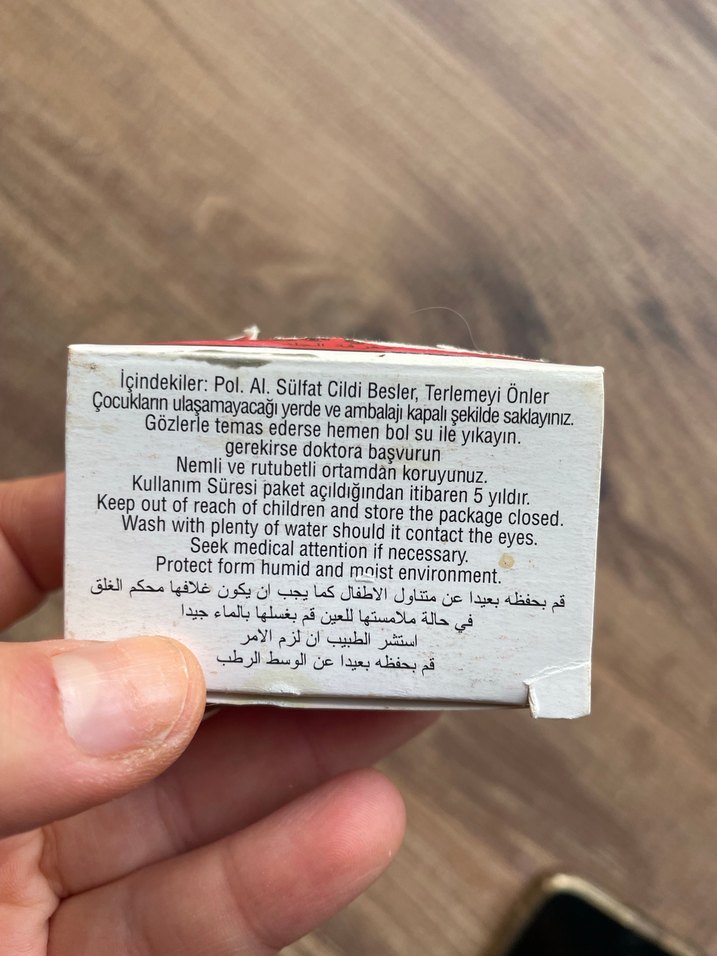 İçindekiler: Pol. Al. Sülfat Cildi Besler, Terlemeyi Önler
Çocukların ulaşamayacağı yerde ve ambalajı kapalı şekilde saklayınız.
Gözlerle temas ederse hemen bol su ile yıkayın.
gerekirse doktora başvurun
Nemli ve rutubetli ortamdan koruyunuz.
Kullanım Süresi paket açıldığından itibaren 5 yıldır.
Keep out of reach of children and store the package closed.
Wash with plenty of water should it contact the eyes.
Seek medical attention if necessary.
Protect form humid and moist environment.
قم بحفظه بعيدا عن متناول الاطفال كما يجب ان يكون غلافها محكم الغلق
في حالة ملامستها للعين قم بغسلها بالماء جيدا
استشر الطبيب ان لزم الامر
قم بحفظه بعيدا عن الوسط الرطب